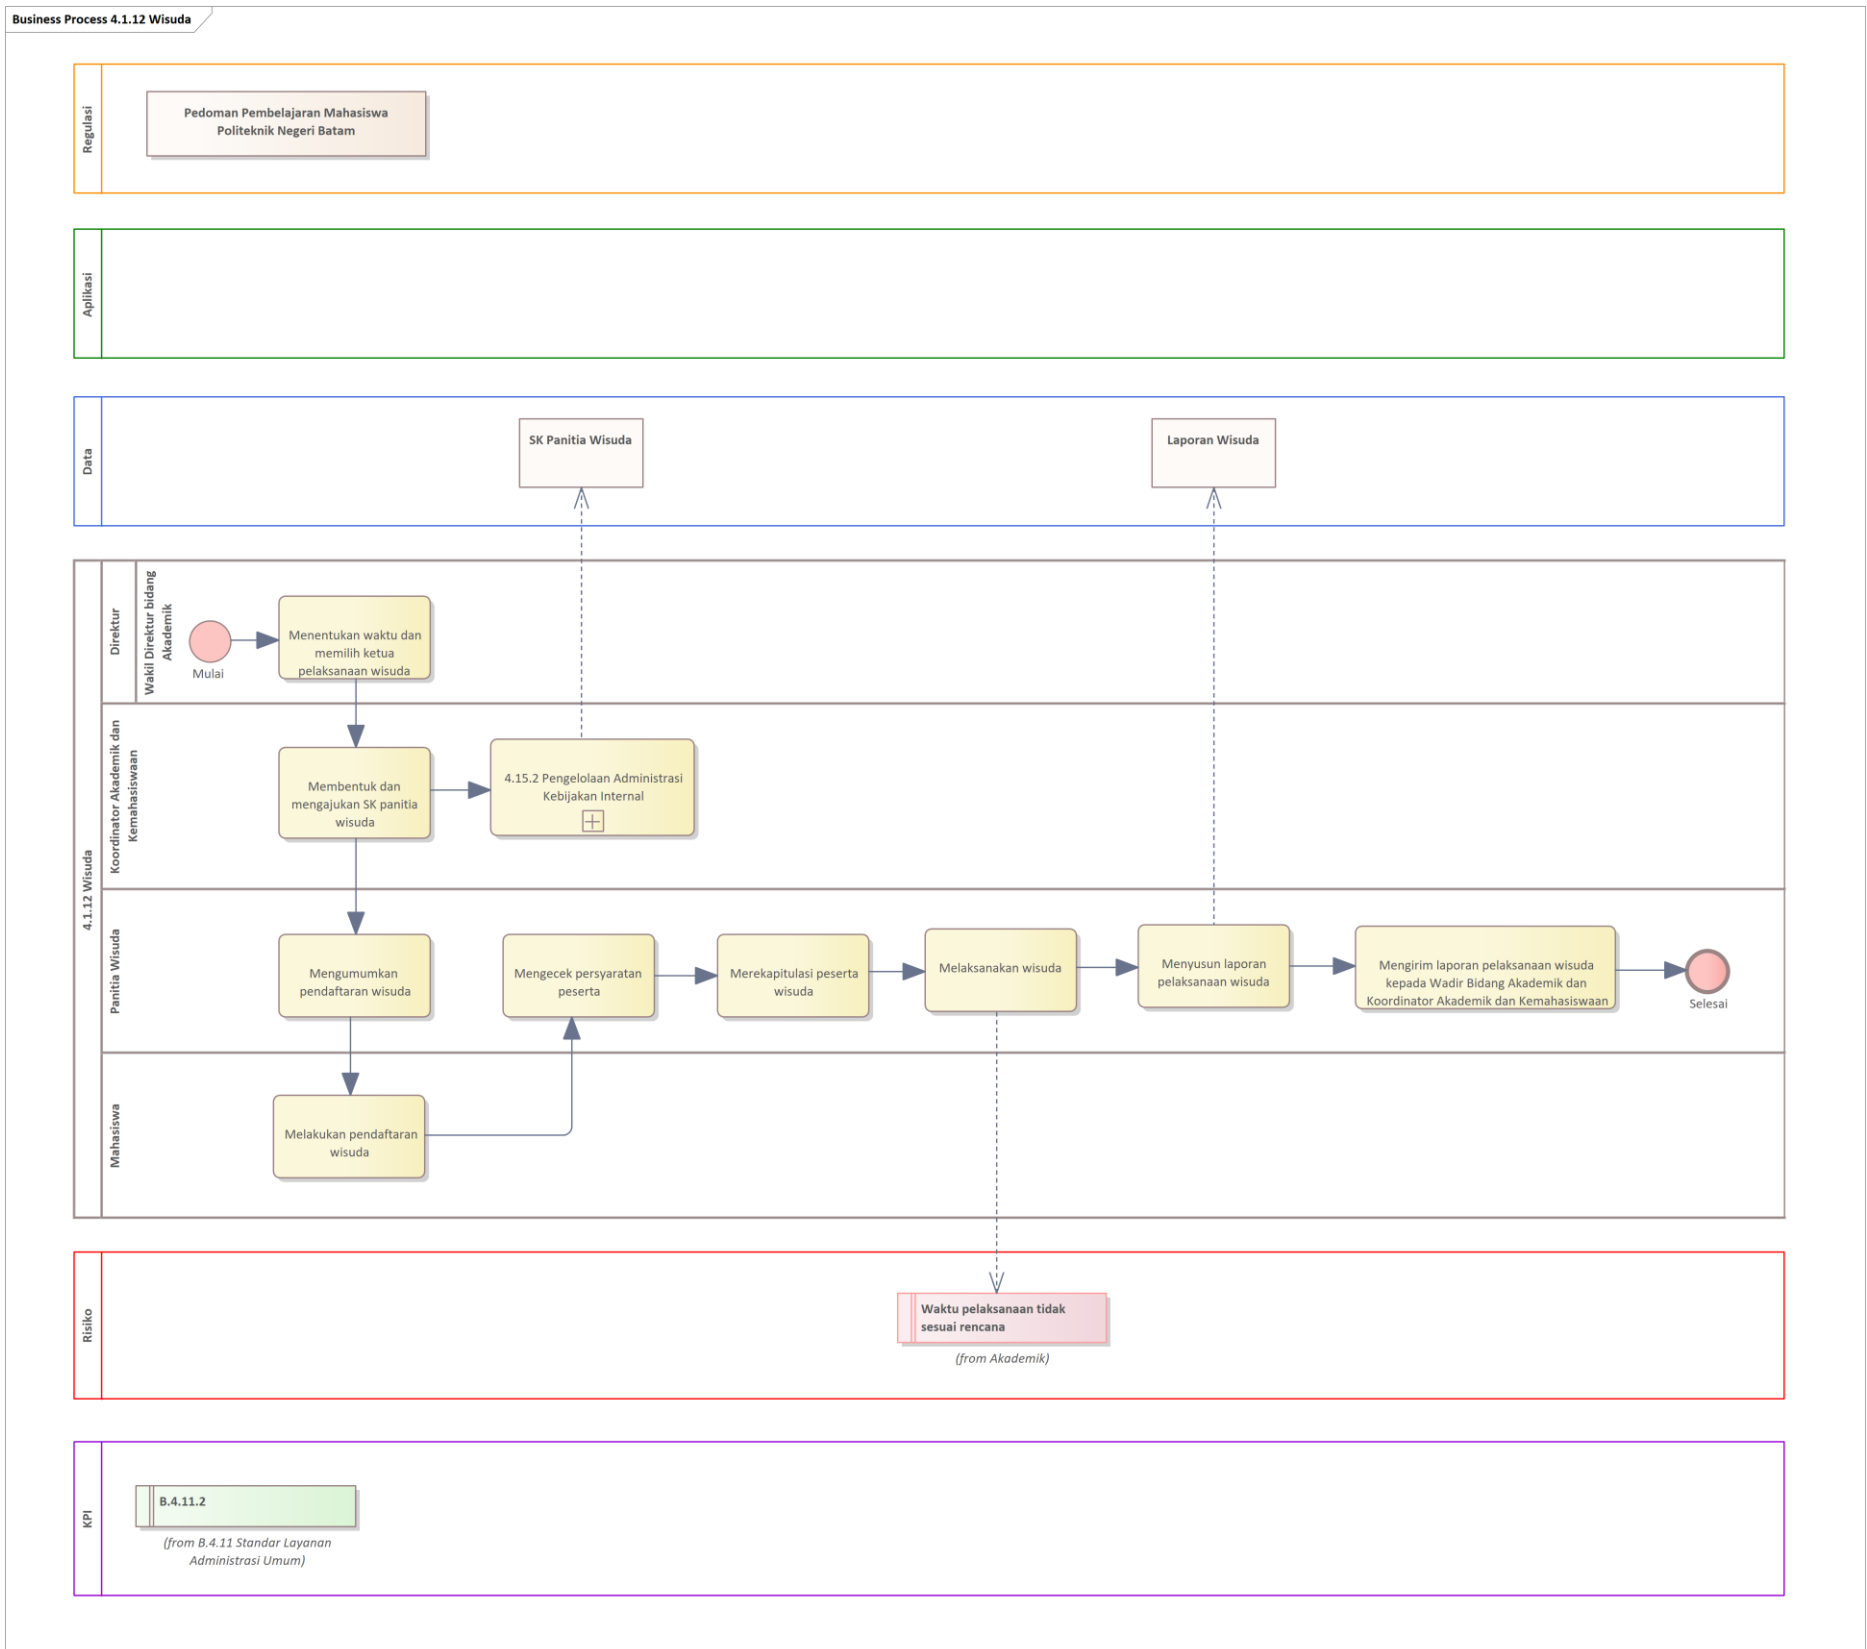 Business Process 4.1.12 Wisuda
Regulasi
Pedoman Pembelajaran Mahasiswa
Politeknik Negeri Batam
Aplikasi
Data
SK Panitia Wisuda
Laporan Wisuda
4.1.12 Wisuda
Direktur
Wakil Direktur bidang
Akademik
Mulai
Menentukan waktu dan
memilih ketua
pelaksanaan wisuda
Koordinator Akademik dan
Kemahasiswaan
Membentuk dan
mengajukan SK panitia
wisuda
4.15.2 Pengelolaan Administrasi
Kebijakan Internal
Panitia Wisuda
Mengumumkan
pendaftaran wisuda
Mengecek persyaratan
peserta
Merekapitulasi peserta
wisuda
Melaksanakan wisuda
Menyusun laporan
pelaksanaan wisuda
Mengirim laporan pelaksanaan wisuda
kepada Wadir Bidang Akademik dan
Koordinator Akademik dan Kemahasiswaan
Selesai
Mahasiswa
Melakukan pendaftaran
wisuda
Risiko
Waktu pelaksanaan tidak
sesuai rencana
(from Akademik)
KPI
B.4.11.2
(from B.4.11 Standar Layanan
Administrasi Umum)